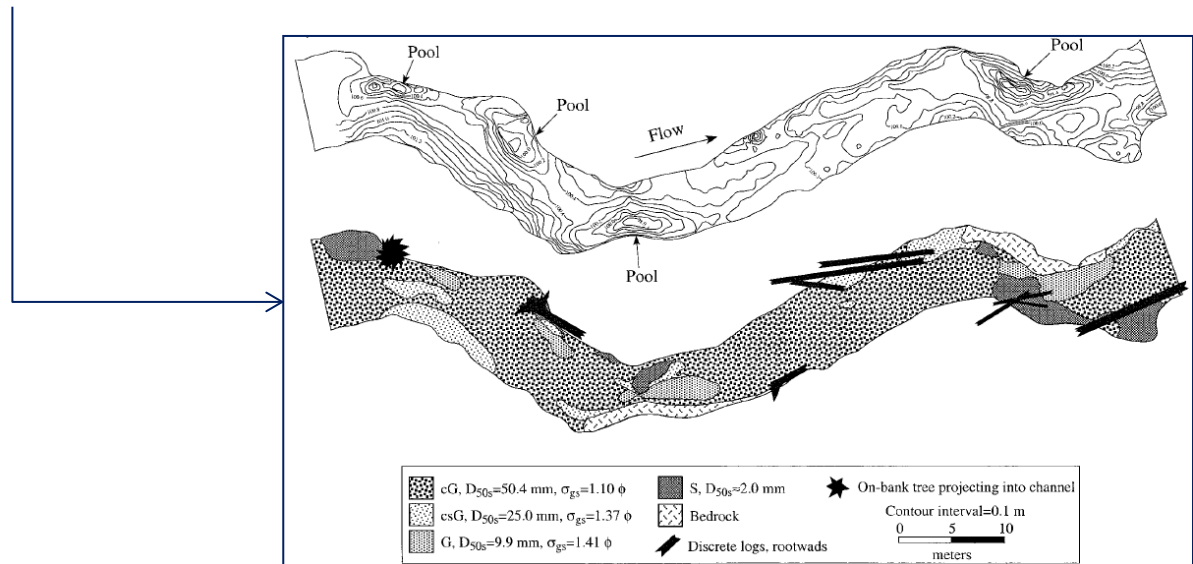 Pool
Pool
Pool
Flow
Pool
cG, D50s=50.4 mm, σgs=1.10 ϕ
csG, D50s=25.0 mm, σgs=1.37 ϕ
G, D50s=9.9 mm, σgs=1.41 ϕ
S, D50s≈2.0 mm
Bedrock
Discrete logs, rootwads
On-bank tree projecting into channel
Contour interval=0.1 m
0 5 10
meters